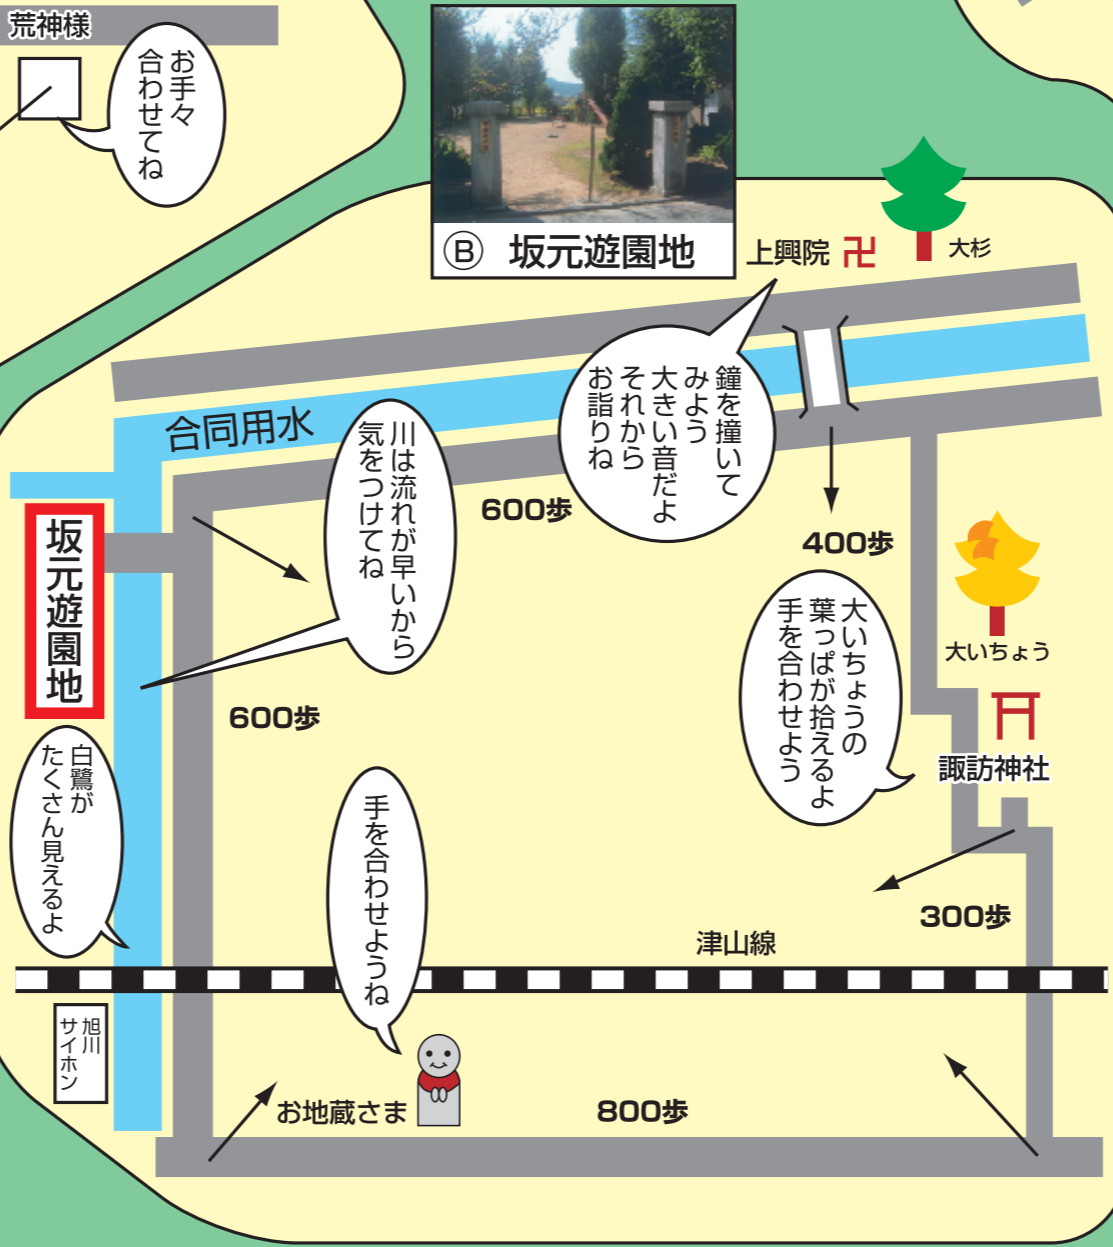 荒神様
お手々
合わせてね
Ⓑ 坂元遊園地
上興院 卍
大杉
鐘を撞いて
みよう
大きい音だよ
それから
お詣りね
合同用水
川は流れが早いから
気をつけてね
600歩
400歩
坂元遊園地
大いちょう
大いちょうの
葉っぱが拾えるよ
手を合わせよう
諏訪神社
600歩
白鷺が
たくさん見えるよ
手を合わせようね
300歩
津山線
旭川
サイホン
お地蔵さま
800歩